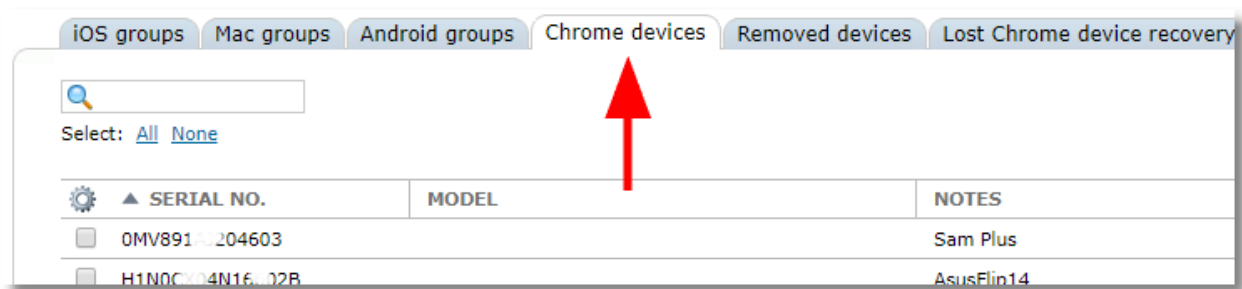 iOS groups Mac groups Android groups Chrome devices Removed devices Lost Chrome device recovery
Select: All None
SERIAL NO. MODEL NOTES
Sam Plus
AsusFlip14